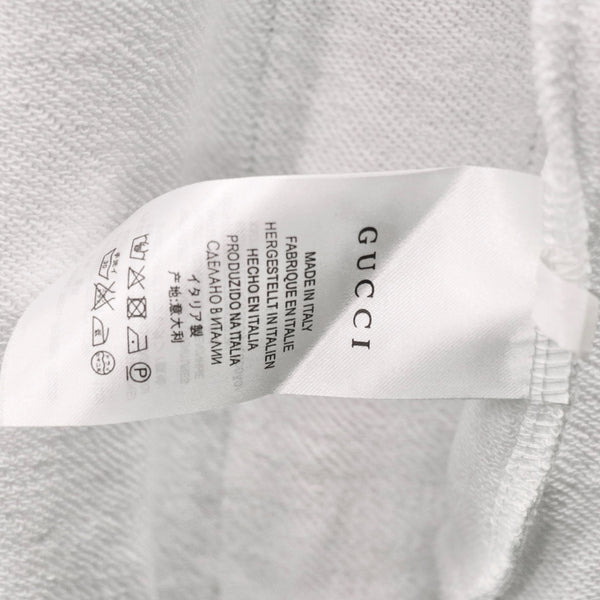 GUCCI
MADE IN ITALY
FABRIQUE EN ITALIE
HERGESTELLT IN ITALIEN
HECHO EN ITALIA
PRODUZIDO NA ITALIA
СДЕЛАНО В ИТАЛИИ
イタリア製
产地:意大利
P